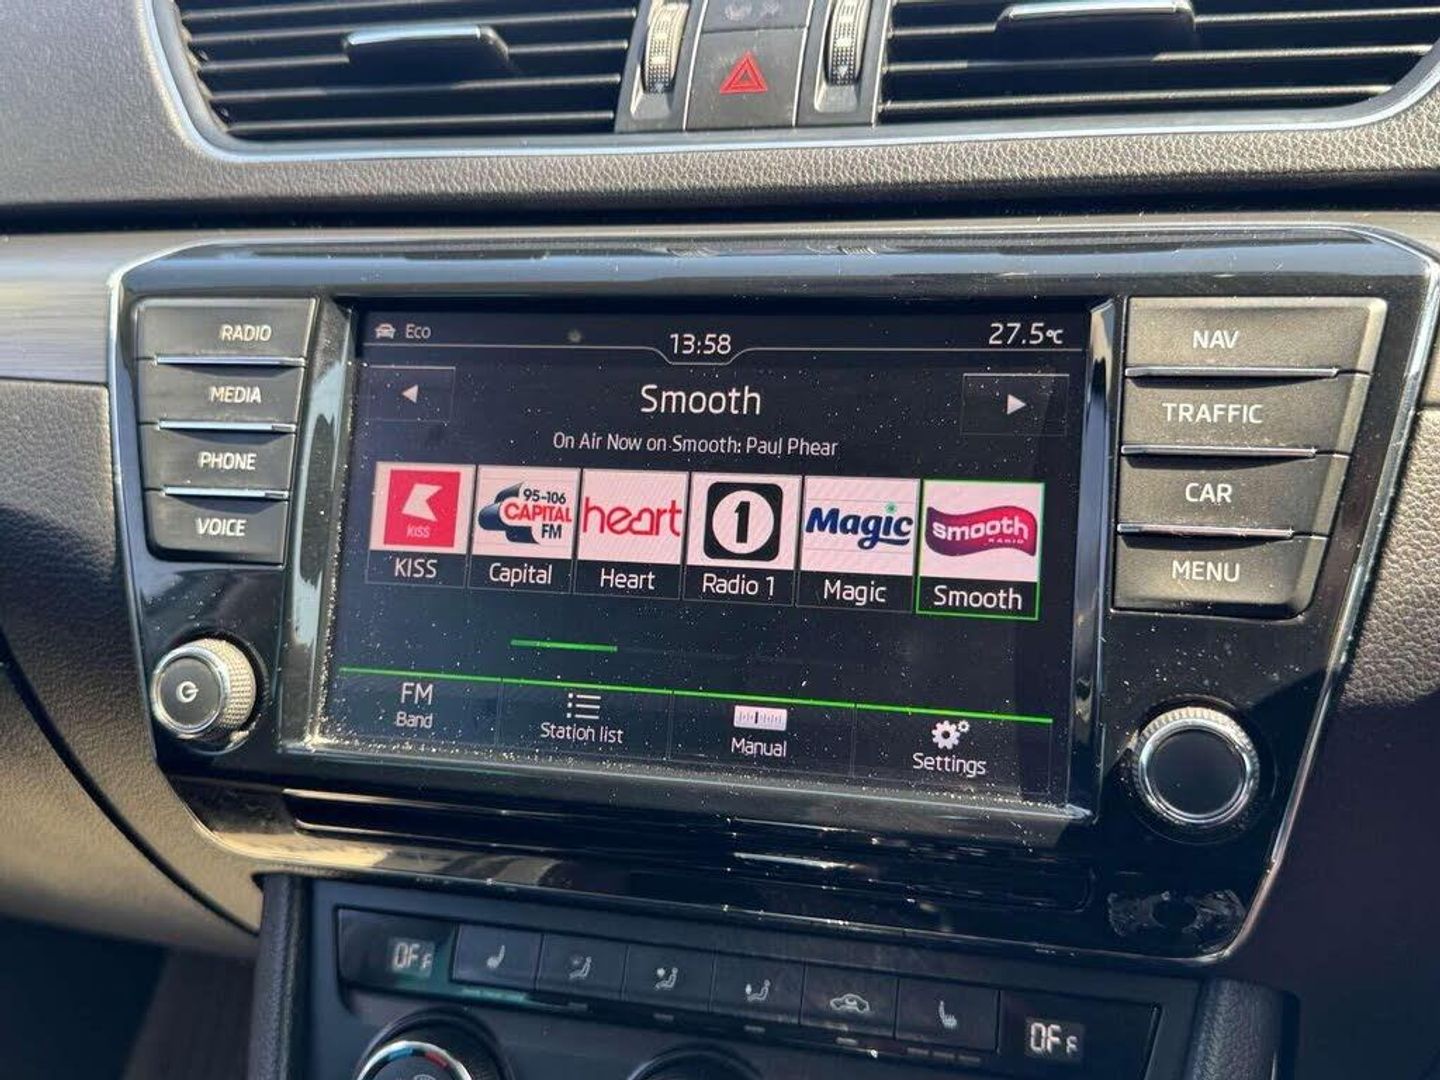 RADIO
MEDIA
PHONE
VOICE
Eco
13:58
27.5°C
Smooth
On Air Now on Smooth: Paul Phear
KISS
95-106
CAPITAL
FM
heart
1
Magic
smooth
RADIO
KISS
Capital
Heart
Radio 1
Magic
Smooth
FM
Band
Station list
Manual
Settings
NAV
TRAFFIC
CAR
MENU
OFF
OFF